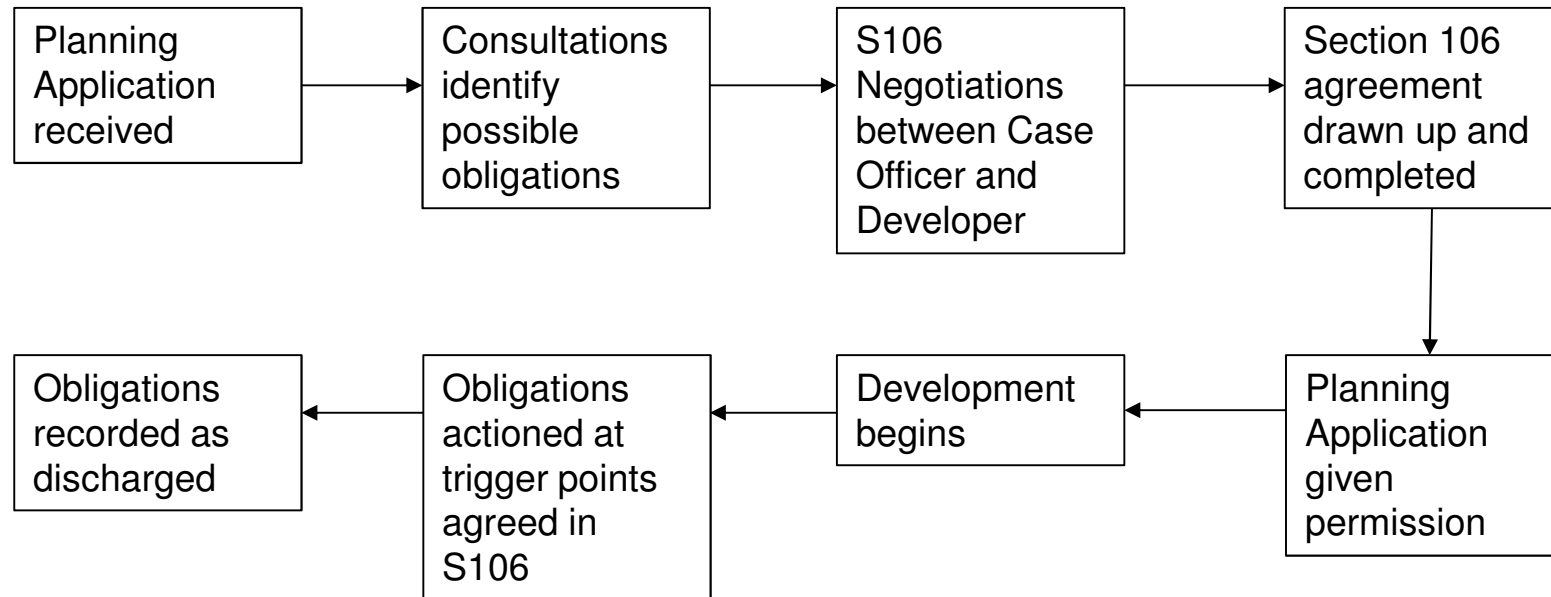 Planning
Application
received
Consultations
identify
possible
obligations
S106
Negotiations
between Case
Officer and
Developer
Section 106
agreement
drawn up and
completed
Planning
Application
given
permission
Development
begins
Obligations
actioned at
trigger points
agreed in
S106
Obligations
recorded as
discharged